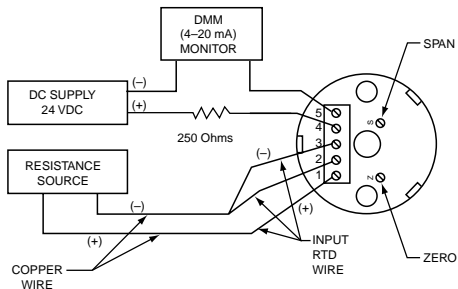 DMM
(4–20 mA)
MONITOR
SPAN
(–)
DC SUPPLY
24 VDC
(+)
250 Ohms
5
4
3
2
1
S
Z
RESISTANCE
SOURCE
(–)
(–)
(+)
(+)
INPUT
RTD
WIRE
ZERO
COPPER
WIRE